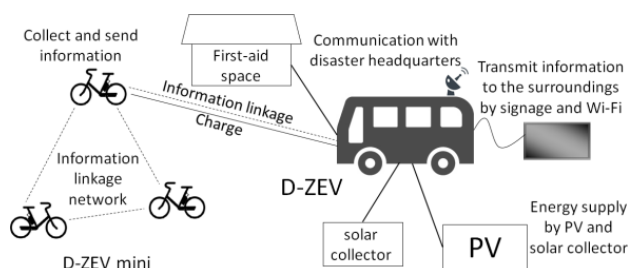 Collect and send
information
First-aid
space
Communication with
disaster headquarters
Transmit information
to the surroundings
by signage and Wi-Fi
Information linkage
Charge
Information
linkage
network
D-ZEV
D-ZEV mini
solar
collector
PV
Energy supply
by PV and
solar collector